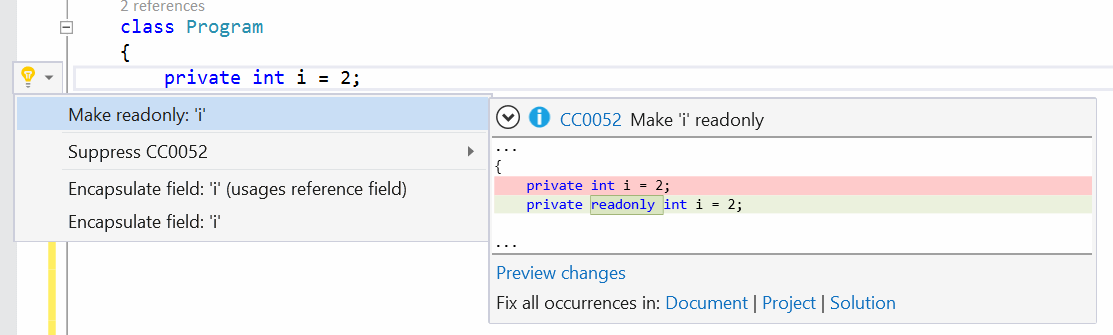 2 references
class Program
{
private int i = 2;
Make readonly: 'i'
Suppress CC0052
Encapsulate field: 'i' (usages reference field)
Encapsulate field: 'i'
CC0052 Make 'i' readonly
...
{
private int i = 2;
private readonly int i = 2;
...
Preview changes
Fix all occurrences in: Document | Project | Solution